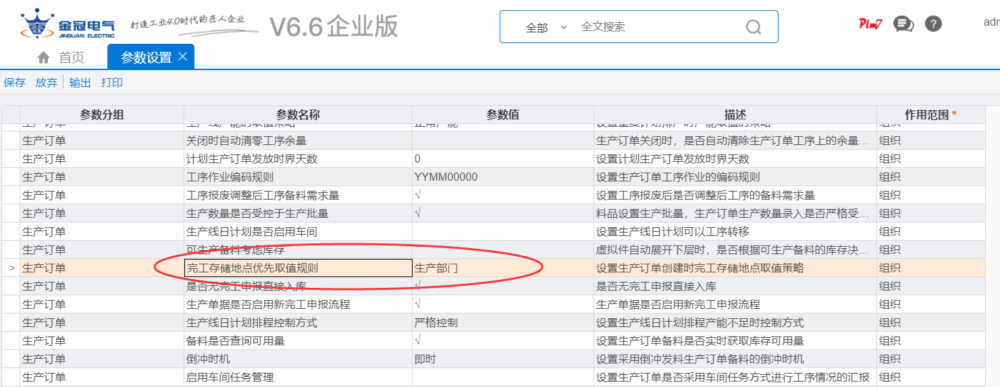 金冠电气
JINGUAN ELECTRIC
打造工业4.0时代的匠人企业
V6.6企业版
全部 全文搜索
PLM7
?
adm
首页 参数设置 ×
保存 放弃 输出 打印
参数分组 参数名称 参数值 描述 作用范围 *
生产订单 生产线产能的取值策略 正常产能 组织
生产订单 关闭时自动清零工序余量 生产订单关闭时，是否自动清除生产订单工序上的余量... 组织
生产订单 计划生产订单发放时界天数 0 设置计划生产订单发放时界天数 组织
生产订单 工序作业编码规则 YYMM00000 设置生产订单工序作业的编码规则 组织
生产订单 工序报废调整后工序备料需求量 √ 设置工序报废后是否调整后工序的备料需求量 组织
生产订单 生产数量是否受控于生产批量 √ 料品设置生产批量，生产订单生产数量录入是否严格受... 组织
生产订单 生产线日计划是否启用车间 设置生产线日计划可以工序转移 组织
生产订单 可生产备料考虑库存 虚拟件自动展开下层时，是否根据可生产备料的库存决... 组织
> 生产订单 完工存储地点优先取值规则 生产部门 设置生产订单创建时完工存储地点取值策略 组织
生产订单 是否无完工申报直接入库 √ 是否无完工申报直接入库 组织
生产订单 生产单据是否启用新完工申报流程 √ 生产单据是否启用新完工申报流程 组织
生产订单 生产线日计划排程控制方式 严格控制 设置生产线日计划排程产能不足时控制方式 组织
生产订单 备料是否查询可用量 √ 设置生产订单备料是否实时获取库存可用量 组织
生产订单 倒冲时机 即时 设置采用倒冲发料生产订单备料的倒冲时机 组织
生产订单 启用车间任务管理 设置生产订单是否采用车间任务方式进行工序情况的汇报 组织